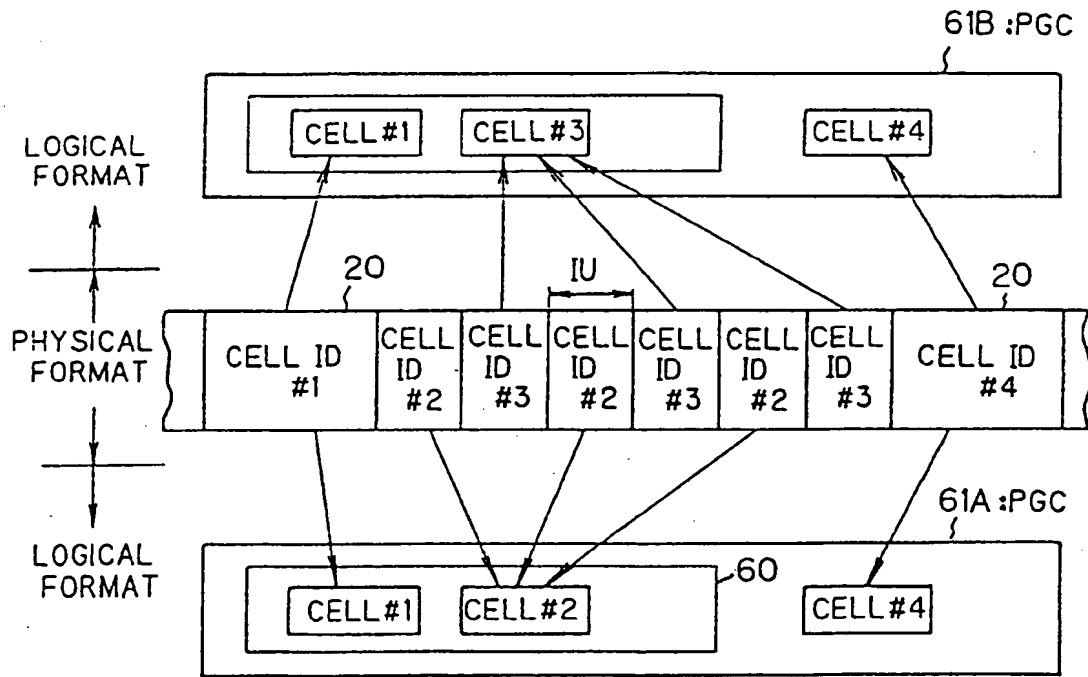 61B :PGC
CELL#1
CELL#3
CELL#4
LOGICAL
FORMAT
20
IU
20
PHYSICAL
FORMAT
CELL ID
#1
CELL
ID
#2
CELL
ID
#3
CELL
ID
#2
CELL
ID
#3
CELL
ID
#2
CELL
ID
#3
CELL ID
#4
61A :PGC
LOGICAL
FORMAT
60
CELL#1
CELL#2
CELL#4